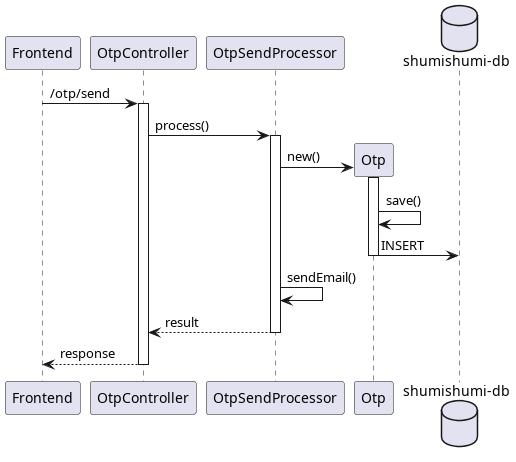 shumishumi-db
Frontend
OtpController
OtpSendProcessor
/otp/send
process()
new()
Otp
save()
INSERT
sendEmail()
result
response
Frontend
OtpController
OtpSendProcessor
Otp
shumishumi-db